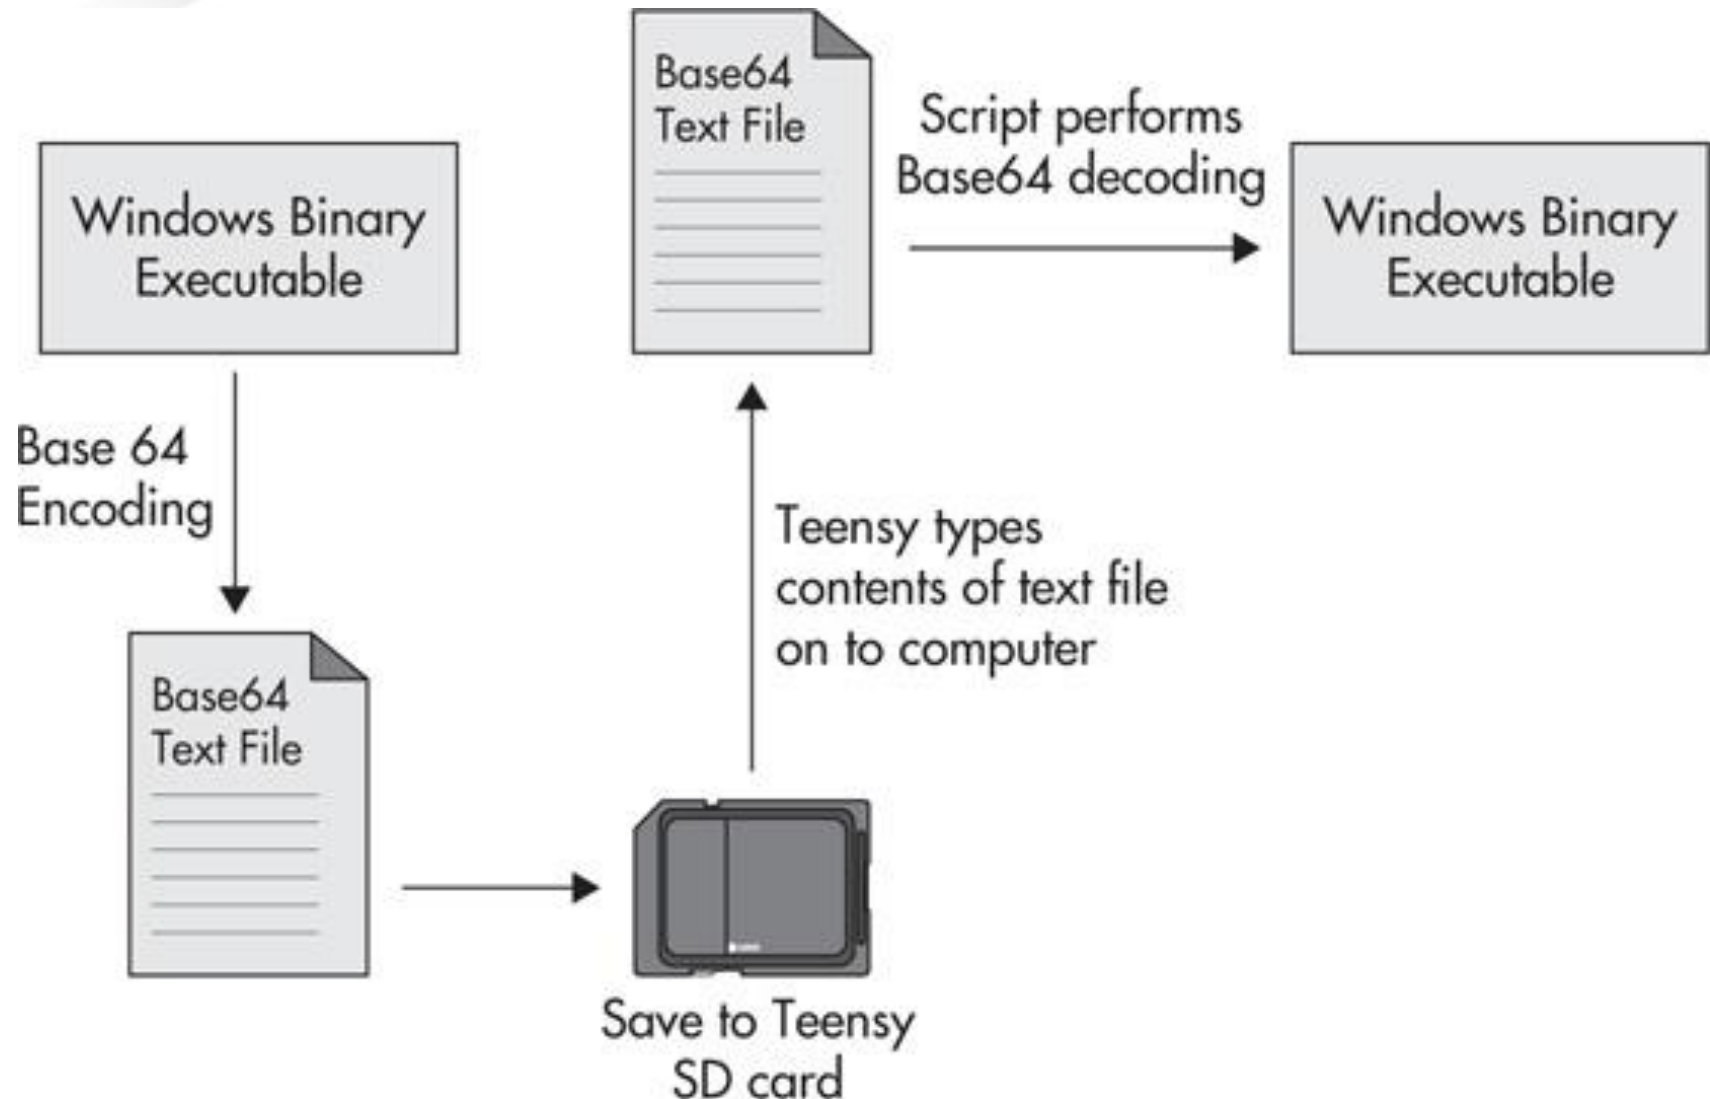 Windows Binary
Executable
Base 64
Encoding
Base64
Text File
Save to Teensy
SD card
Teensy types
contents of text file
on to computer
Base64
Text File
Script performs
Base64 decoding
Windows Binary
Executable